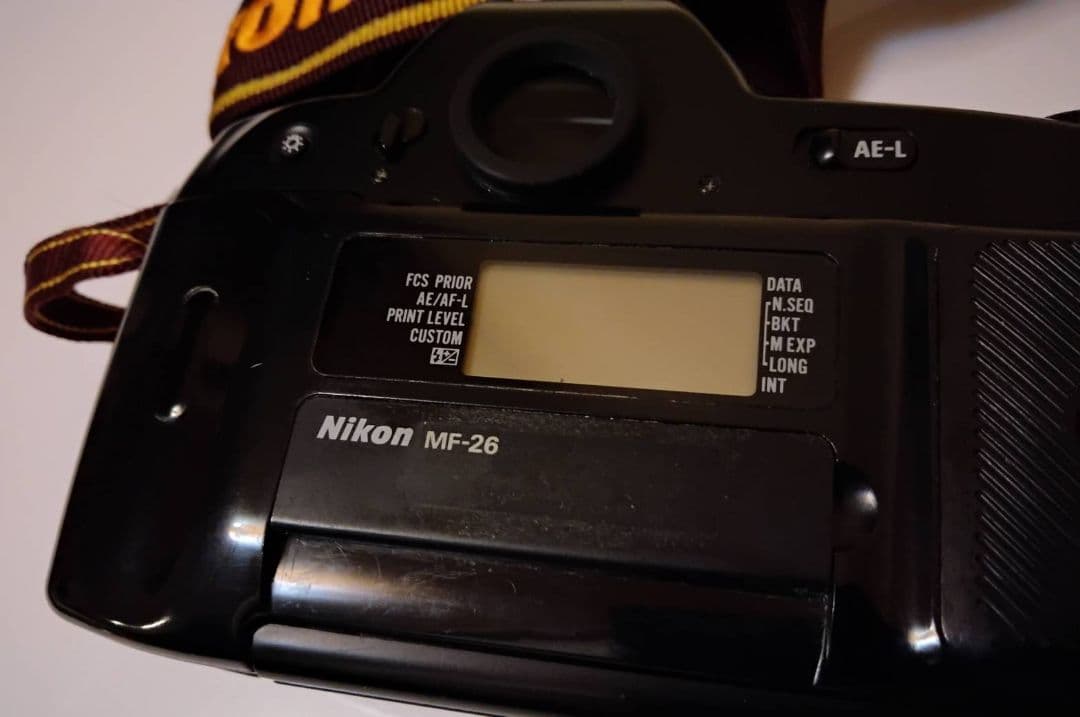 AE-L
FCS PRIOR
AE/AF-L
PRINT LEVEL
CUSTOM
DATA
N.SEQ
BKT
M EXP
LONG
INT
Nikon MF-26